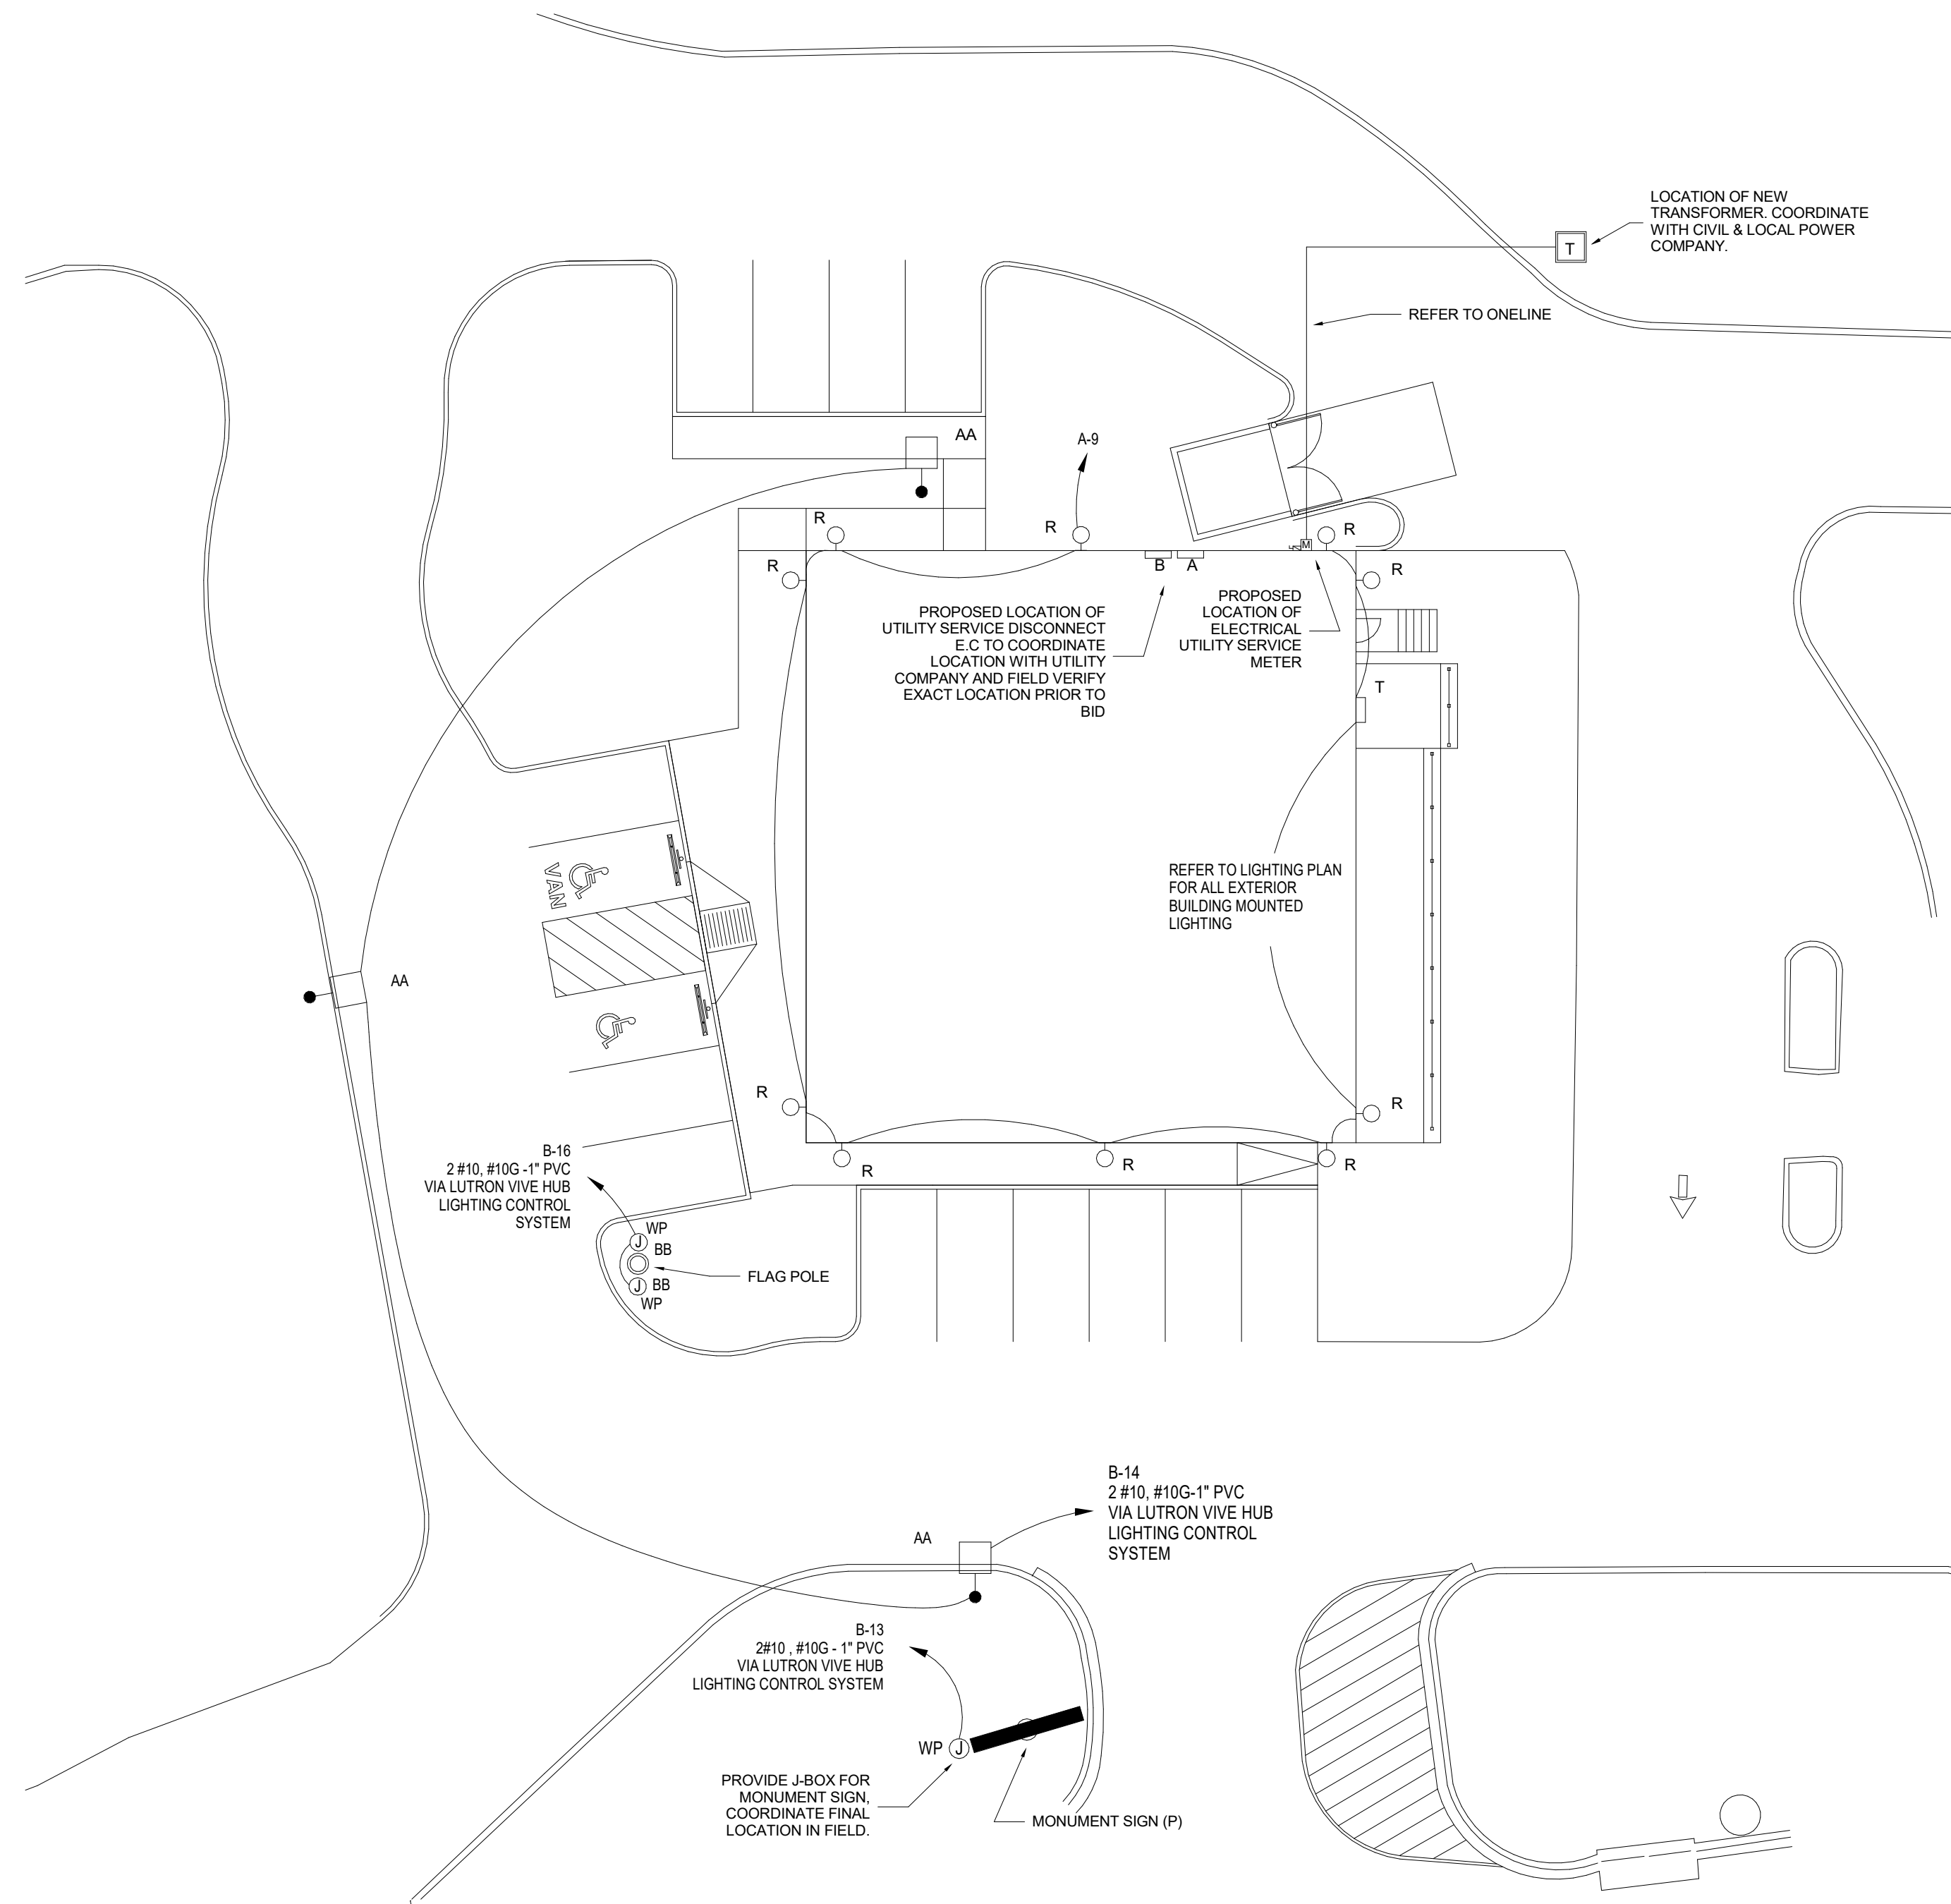 LOCATION OF NEW
TRANSFORMER. COORDINATE
WITH CIVIL & LOCAL POWER
COMPANY.
T
REFER TO ONELINE
AA
A-9
R
R
R
M
R
R
B
A
PROPOSED LOCATION OF
UTILITY SERVICE DISCONNECT
E.C TO COORDINATE
LOCATION WITH UTILITY
COMPANY AND FIELD VERIFY
EXACT LOCATION PRIOR TO
BID
PROPOSED
LOCATION OF
ELECTRICAL
UTILITY SERVICE
METER
T
VAN
REFER TO LIGHTING PLAN
FOR ALL EXTERIOR
BUILDING MOUNTED
LIGHTING
AA
R
R
R
R
R
B-16
2 #10, #10G -1" PVC
VIA LUTRON VIVE HUB
LIGHTING CONTROL
SYSTEM
WP
J
BB
FLAG POLE
J
BB
WP
B-14
2 #10, #10G-1" PVC
VIA LUTRON VIVE HUB
LIGHTING CONTROL
SYSTEM
AA
B-13
2#10 , #10G - 1" PVC
VIA LUTRON VIVE HUB
LIGHTING CONTROL SYSTEM
WP
J
PROVIDE J-BOX FOR
MONUMENT SIGN,
COORDINATE FINAL
LOCATION IN FIELD.
MONUMENT SIGN (P)